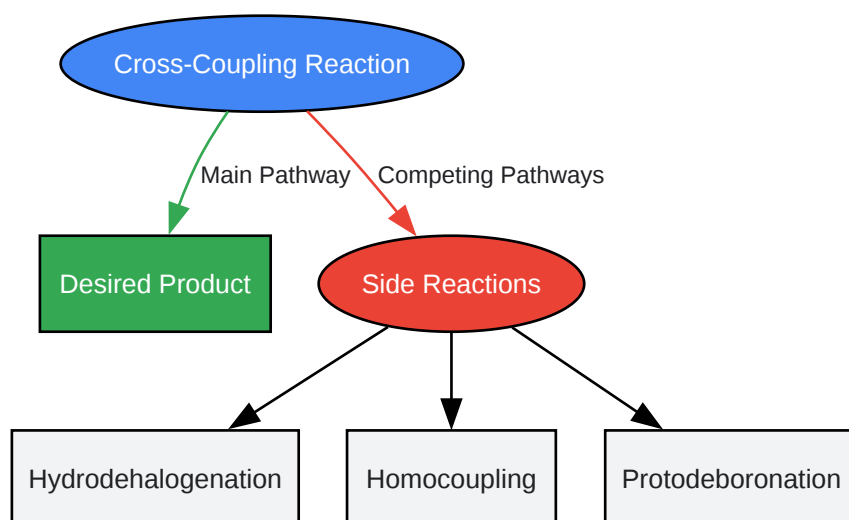 Cross-Coupling Reaction
Main Pathway
Competing Pathways
Desired Product
Side Reactions
Hydrodehalogenation
Homocoupling
Protodeboronation